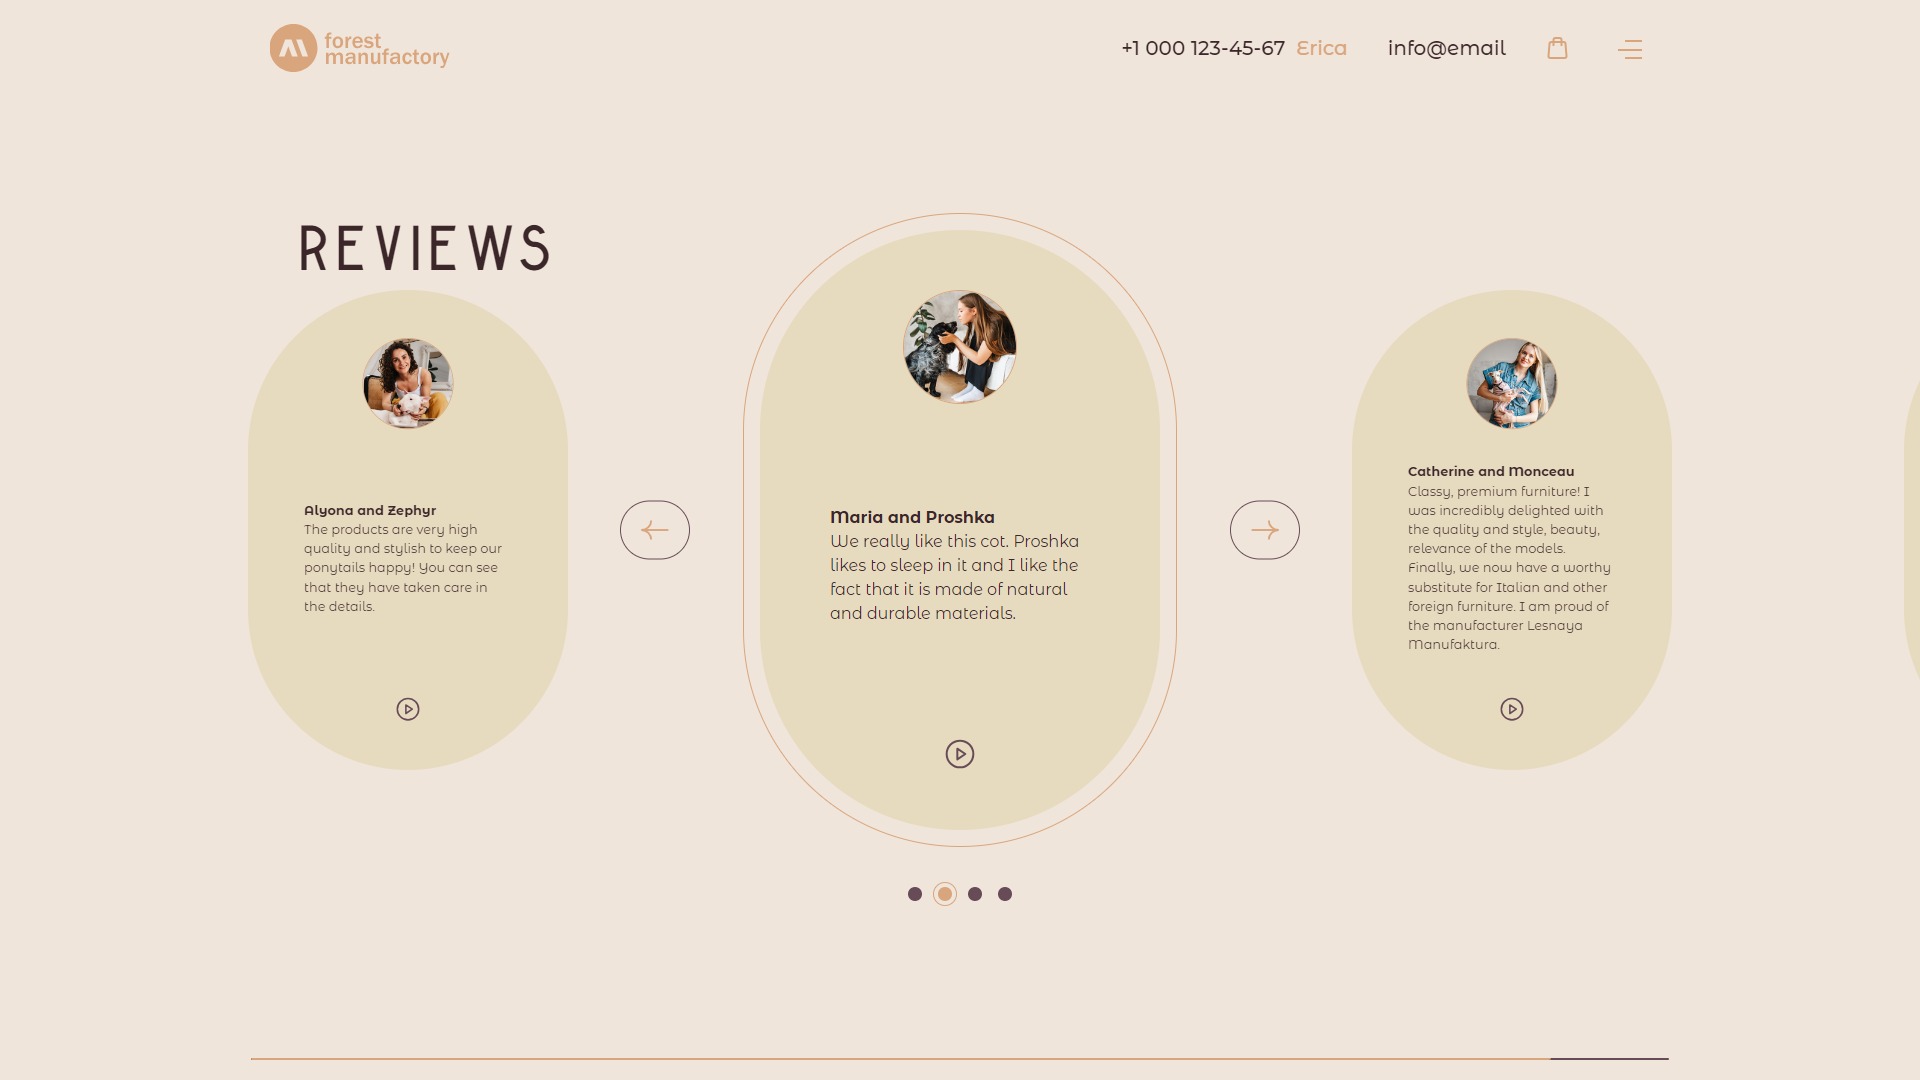 forest
manufactory
+1 000 123-45-67 Erica info@email
REVIEWS
Alyona and Zephyr
The products are very high
quality and stylish to keep our
ponytails happy! You can see
that they have taken care in
the details.
Maria and Proshka
We really like this cot. Proshka
likes to sleep in it and I like the
fact that it is made of natural
and durable materials.
Catherine and Monceau
Classy, premium furniture! I
was incredibly delighted with
the quality and style, beauty,
relevance of the models.
Finally, we now have a worthy
substitute for Italian and other
foreign furniture. I am proud of
the manufacturer Lesnaya
Manufaktura.